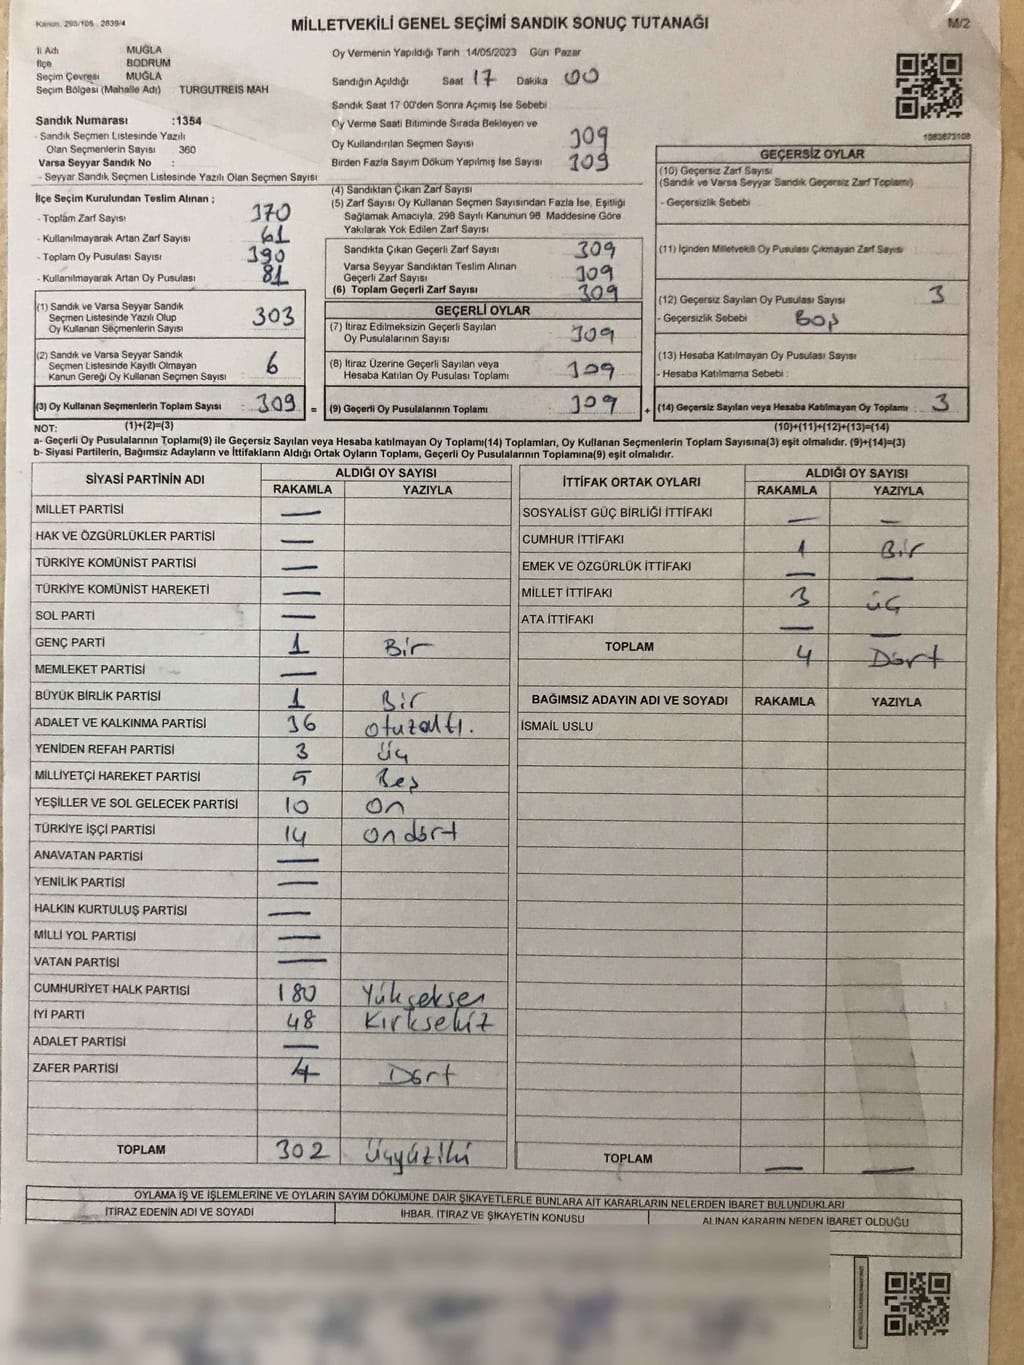 Kanun. 298/105 2839/4
MİLLETVEKİLİ GENEL SEÇİMİ SANDIK SONUÇ TUTANAĞI
M/2
İl Adı MUĞLA
İlçe BODRUM
Seçim Çevresi MUĞLA
Seçim Bölgesi (Mahalle Adı) TURGUTREIS MAH
Sandık Numarası :1354
- Sandık Seçmen Listesinde Yazılı
Olan Seçmenlerin Sayısı 360
Varsa Seyyar Sandık No :
- Seyyar Sandık Seçmen Listesinde Yazılı Olan Seçmen Sayısı
İlçe Seçim Kurulundan Teslim Alınan ;
- Toplam Zarf Sayısı 370
- Kullanılmayarak Artan Zarf Sayısı 61
- Toplam Oy Pusulası Sayısı 390
- Kullanılmayarak Artan Oy Pusulası 81
(1) Sandık ve Varsa Seyyar Sandık
Seçmen Listesinde Yazılı Olup
Oy Kullanan Seçmenlerin Sayısı 303
(2) Sandık ve Varsa Seyyar Sandık
Seçmen Listesinde Kayıtlı Olmayan
Kanun Gereği Oy Kullanan Seçmen Sayısı 6
(3) Oy Kullanan Seçmenlerin Toplam Sayısı : 309 =
(1)+(2)=(3)
Oy Vermenin Yapıldığı Tarih 14/05/2023 Gün Pazar
Sandığın Açıldığı Saat 17 Dakika 00
Sandık Saat 17:00'den Sonra Açımış İse Sebebi
Oy Verme Saati Bitiminde Sırada Bekleyen ve
Oy Kullandırılan Seçmen Sayısı 309
Birden Fazla Sayım Döküm Yapılmış İse Sayısı 309
(4) Sandıktan Çıkan Zarf Sayısı
(5) Zarf Sayısı Oy Kullanan Seçmen Sayısından Fazla İse, Eşitliği
Sağlamak Amacıyla, 298 Sayılı Kanunun 98. Maddesine Göre
Yakılarak Yok Edilen Zarf Sayısı
Sandıkta Çıkan Geçerli Zarf Sayısı 309
Varsa Seyyar Sandıktan Teslim Alınan
Geçerli Zarf Sayısı 309
(6) Toplam Geçerli Zarf Sayısı 309
GEÇERLİ OYLAR
(7) İtiraz Edilmeksizin Geçerli Sayılan
Oy Pusulalarının Sayısı 309
(8) İtiraz Üzerine Geçerli Sayılan veya
Hesaba Katılan Oy Pusulası Toplamı 309
(9) Geçerli Oy Pusulalarının Toplamı : 309 +
1083673108
GEÇERSİZ OYLAR
(10) Geçersiz Zarf Sayısı
(Sandık ve Varsa Seyyar Sandık Geçersiz Zarf Toplamı)
- Geçersizlik Sebebi
(11) İçinden Milletvekili Oy Pusulası Çıkmayan Zarf Sayısı
(12) Geçersiz Sayılan Oy Pusulası Sayısı 3
- Geçersizlik Sebebi : Boş
(13) Hesaba Katılmayan Oy Pusulası Sayısı
- Hesaba Katılmama Sebebi :
(14) Geçersiz Sayılan veya Hesaba Katılmayan Oy Toplamı : 3
(10)+(11)+(12)+(13)=(14)
NOT:
a- Geçerli Oy Pusulalarının Toplamı(9) ile Geçersiz Sayılan veya Hesaba katılmayan Oy Toplamı(14) Toplamları, Oy Kullanan Seçmenlerin Toplam Sayısına(3) eşit olmalıdır. (9)+(14)=(3)
b- Siyasi Partilerin, Bağımsız Adayların ve İttifakların Aldığı Ortak Oyların Toplamı, Geçerli Oy Pusulalarının Toplamına(9) eşit olmalıdır.
SİYASİ PARTİNİN ADI ALDIĞI OY SAYISI
RAKAMLA YAZIYLA
MİLLET PARTİSİ —
HAK VE ÖZGÜRLÜKLER PARTİSİ —
TÜRKİYE KOMÜNİST PARTİSİ —
TÜRKİYE KOMÜNİST HAREKETİ —
SOL PARTİ —
GENÇ PARTİ 1 Bir
MEMLEKET PARTİSİ —
BÜYÜK BİRLİK PARTİSİ 1 Bir
ADALET VE KALKINMA PARTİSİ 36 otuzaltı.
YENİDEN REFAH PARTİSİ 3 Üç
MİLLİYETÇİ HAREKET PARTİSİ 5 Beş
YEŞİLLER VE SOL GELECEK PARTİSİ 10 On
TÜRKİYE İŞÇİ PARTİSİ 14 Ondört
ANAVATAN PARTİSİ —
YENİLİK PARTİSİ —
HALKIN KURTULUŞ PARTİSİ —
MİLLİ YOL PARTİSİ —
VATAN PARTİSİ —
CUMHURİYET HALK PARTİSİ 180 Yükseksen
İYİ PARTİ 48 Kırksekiz
ADALET PARTİSİ —
ZAFER PARTİSİ 4 Dört
TOPLAM 302 Üçyüziki
İTTİFAK ORTAK OYLARI ALDIĞI OY SAYISI
RAKAMLA YAZIYLA
SOSYALİST GÜÇ BİRLİĞİ İTTİFAKI — —
CUMHUR İTTİFAKI 1 Bir
EMEK VE ÖZGÜRLÜK İTTİFAKI — —
MİLLET İTTİFAKI 3 Üç
ATA İTTİFAKI — —
TOPLAM 4 Dört
BAĞIMSIZ ADAYIN ADI VE SOYADI RAKAMLA YAZIYLA
İSMAİL USLU
TOPLAM — —
OYLAMA İŞ VE İŞLEMLERİNE VE OYLARIN SAYIM DÖKÜMÜNE DAİR ŞİKAYETLERLE BUNLARA AİT KARARLARIN NELERDEN İBARET BULUNDUKLARI
İTİRAZ EDENİN ADI VE SOYADI İHBAR, İTİRAZ VE ŞİKAYETİN KONUSU ALINAN KARARIN NEDEN İBARET OLDUĞU